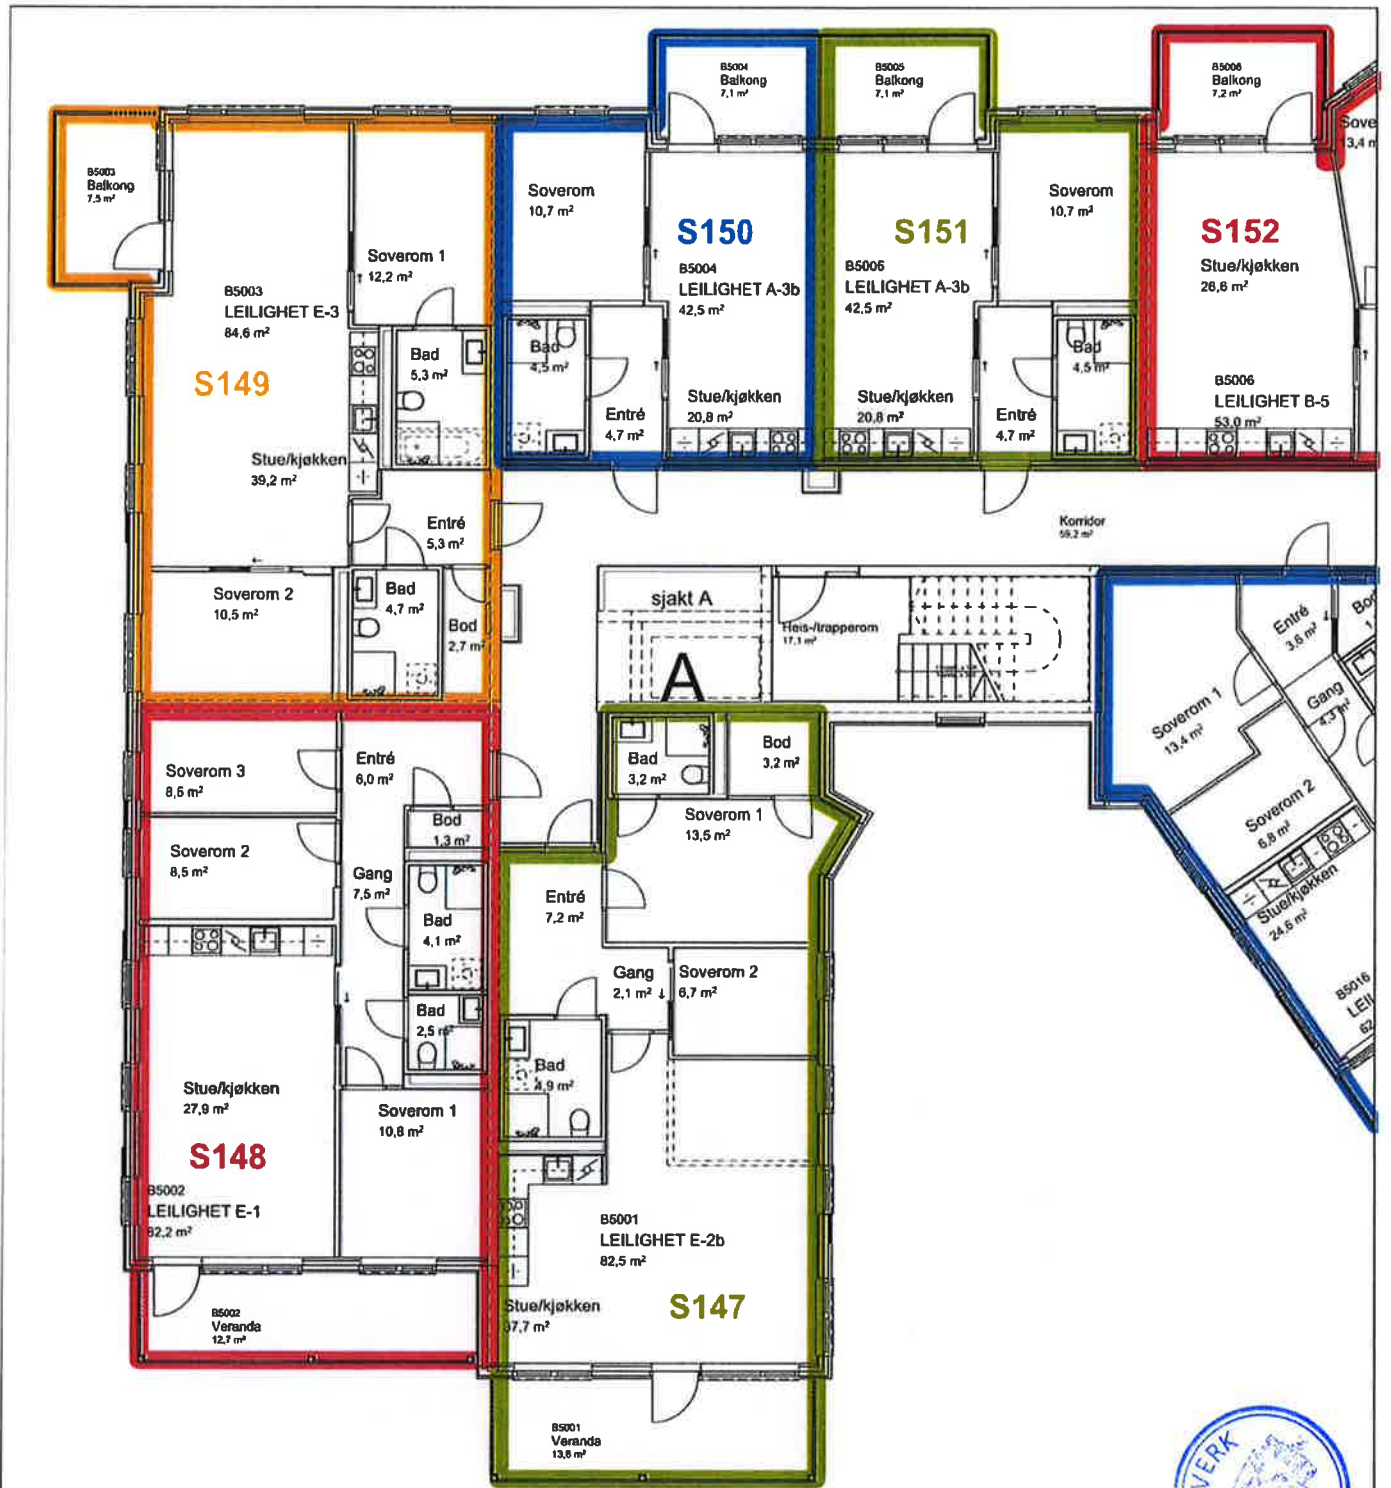 B5004
Balkong
7,1 m²
B5005
Balkong
7,1 m²
B5006
Balkong
7,2 m²
Sove
13,4 m
B5003
Balkong
7,5 m²
Soverom
10,7 m²
S150
B5004
LEILIGHET A-3b
42,5 m²
S151
B5005
LEILIGHET A-3b
42,5 m²
Soverom
10,7 m²
S152
Stue/kjøkken
26,6 m²
Soverom 1
12,2 m²
B5003
LEILIGHET E-3
84,6 m²
S149
Bad
5,3 m²
Bad
4,5 m²
Entré
4,7 m²
Stue/kjøkken
20,8 m²
Stue/kjøkken
20,8 m²
Entré
4,7 m²
Bad
4,5 m²
B5006
LEILIGHET B-5
53,0 m²
Stue/kjøkken
39,2 m²
Entré
5,3 m²
Korridor
59,2 m²
Soverom 2
10,5 m²
Bad
4,7 m²
Bod
2,7 m²
sjakt A
A
Heis-/trapperom
17,1 m²
Entré
3,6 m²
Bod
1
Gang
4,3 m²
Soverom 1
13,4 m²
Soverom 2
6,8 m²
Stue/kjøkken
24,6 m²
B5016
LEIL
62
Soverom 3
8,6 m²
Entré
6,0 m²
Bod
1,3 m²
Soverom 2
8,5 m²
Gang
7,5 m²
Bad
4,1 m²
Bad
2,5 m²
Stue/kjøkken
27,9 m²
Soverom 1
10,8 m²
S148
B5002
LEILIGHET E-1
82,2 m²
B5002
Veranda
12,7 m²
Bad
3,2 m²
Bod
3,2 m²
Soverom 1
13,5 m²
Entré
7,2 m²
Gang
2,1 m²
Soverom 2
6,7 m²
Bad
4,9 m²
B5001
LEILIGHET E-2b
82,5 m²
Stue/kjøkken
37,7 m²
S147
B5001
Veranda
13,8 m²
VERK